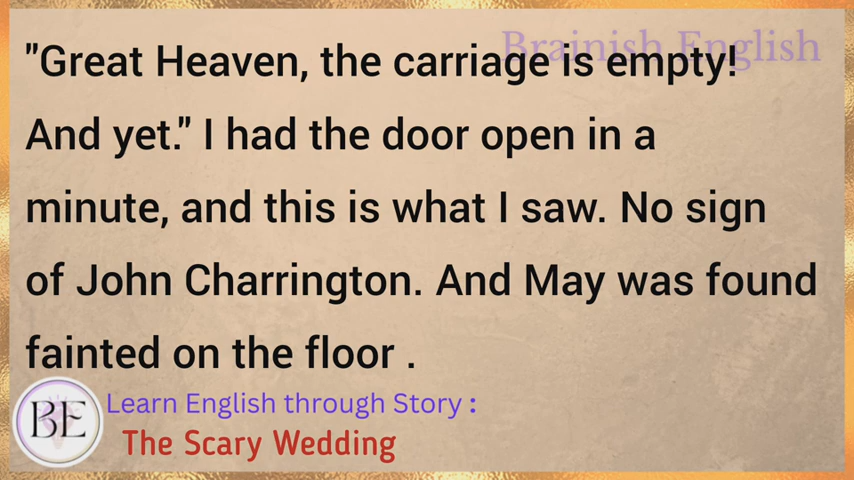 Brainish English
"Great Heaven, the carriage is empty!
And yet." I had the door open in a
minute, and this is what I saw. No sign
of John Charrington. And May was found
fainted on the floor .
BE
Learn English through Story :
The Scary Wedding